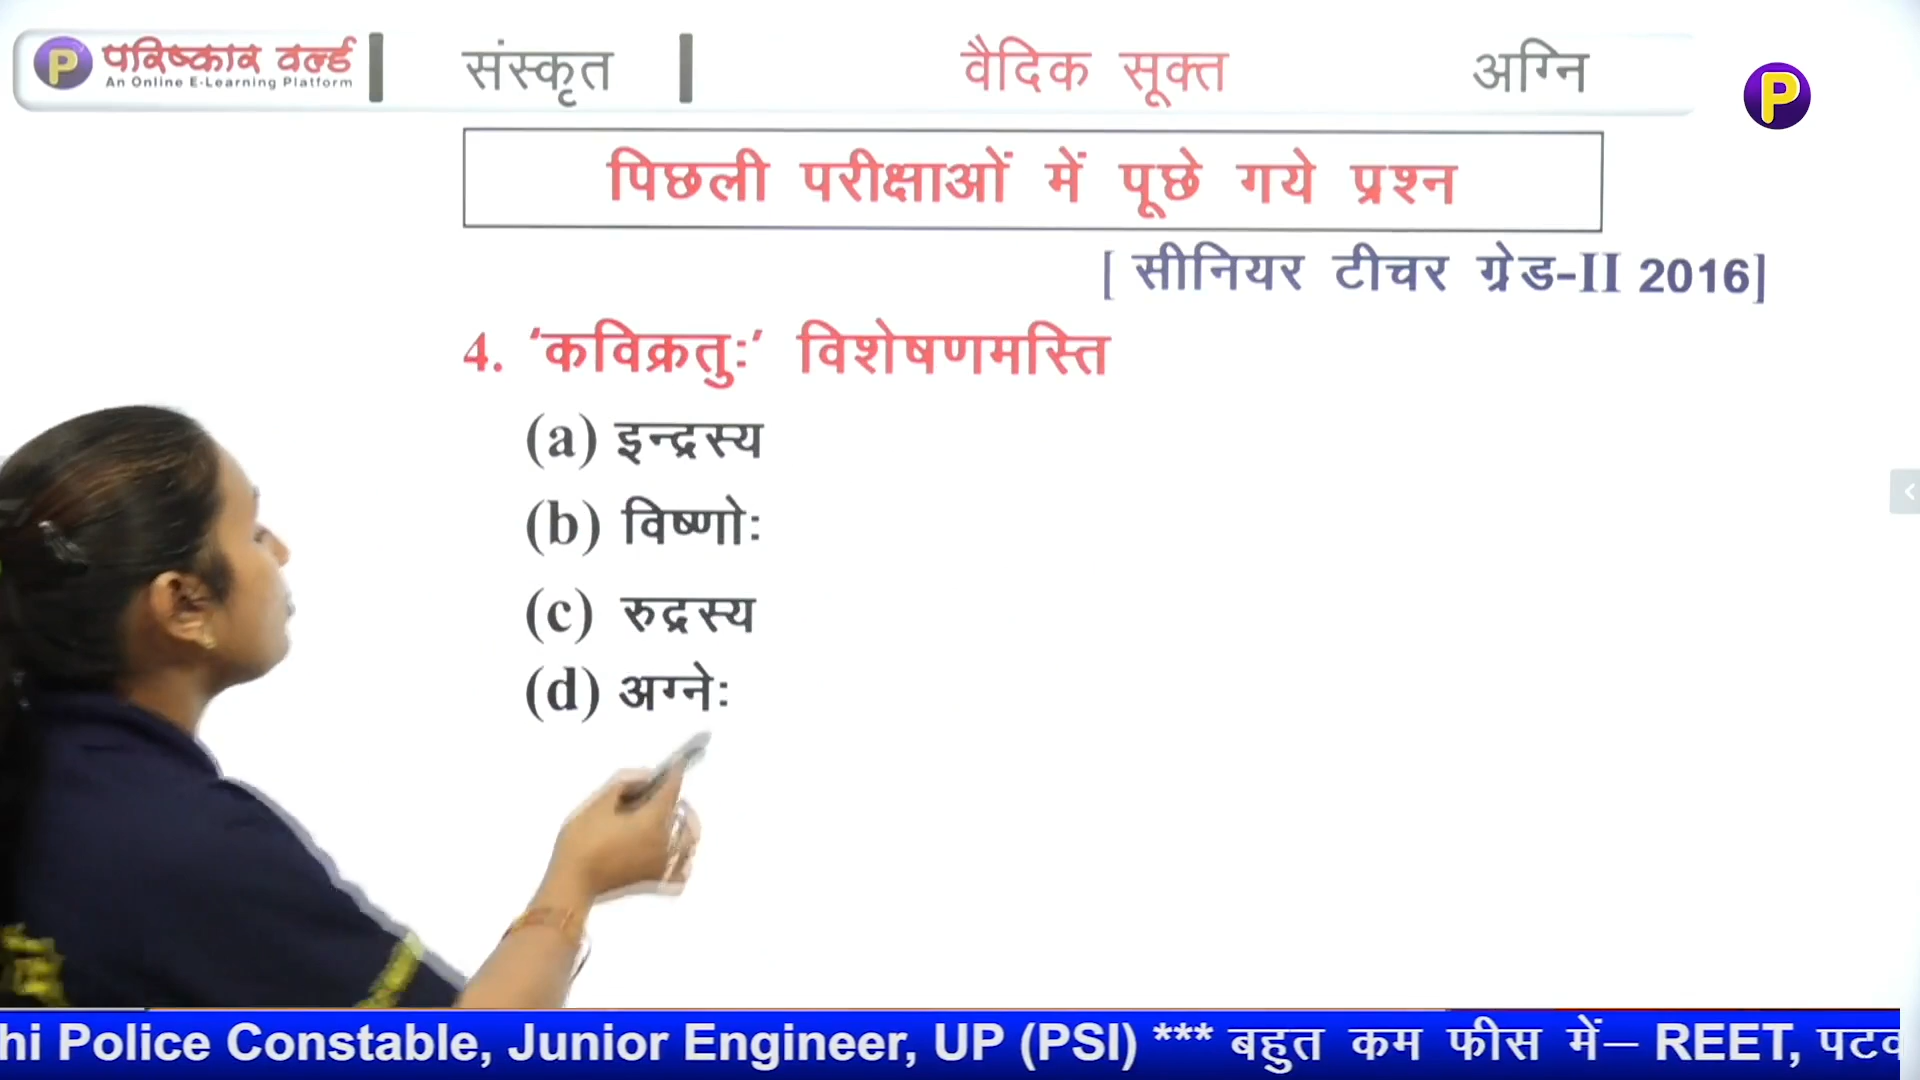 परिष्कार वर्ल्ड
An Online E-Learning Platform
संस्कृत
वैदिक सूक्त
अग्नि
पिछली परीक्षाओं में पूछे गये प्रश्न
[ सीनियर टीचर ग्रेड-II 2016]
4. ‘कविक्रतुः’ विशेषणमस्ति
(a) इन्द्रस्य
(b) विष्णोः
(c) रुद्रस्य
(d) अग्नेः
hi Police Constable, Junior Engineer, UP (PSI) *** बहुत कम फीस में– REET,